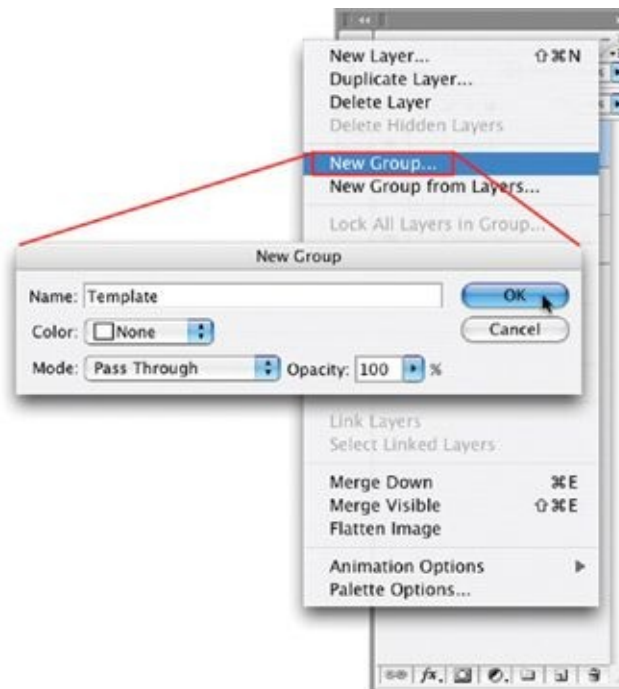 New Layer... ⇧⌘N
Duplicate Layer...
Delete Layer
Delete Hidden Layers
New Group...
New Group from Layers...
Lock All Layers in Group...
New Group
Name: Template
OK
Color: None
Cancel
Mode: Pass Through Opacity: 100 %
Link Layers
Select Linked Layers
Merge Down ⌘E
Merge Visible ⇧⌘E
Flatten Image
Animation Options
Palette Options...
fx.